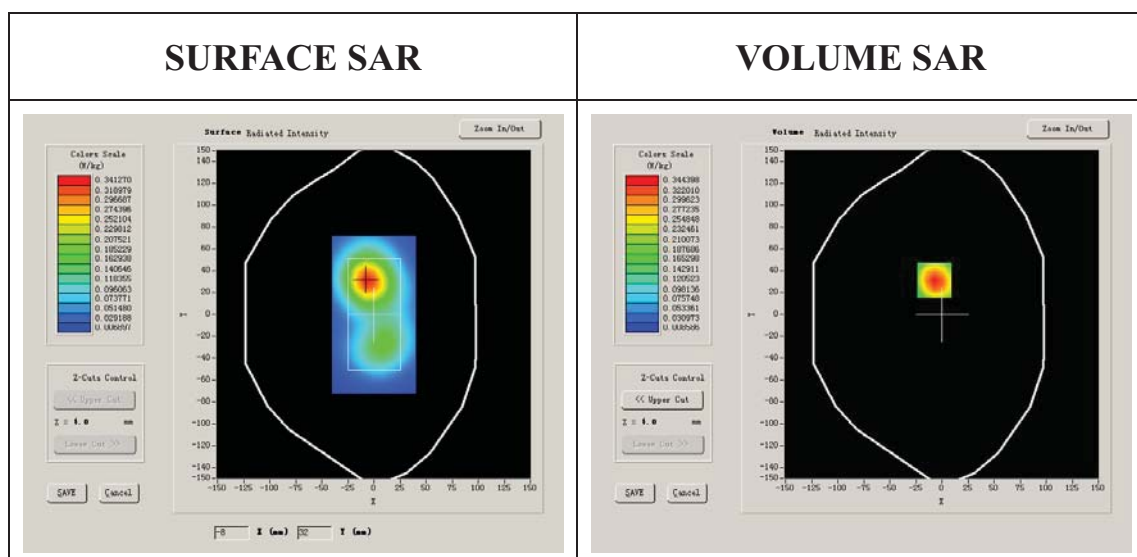 SURFACE SAR
VOLUME SAR
Surface Radiated Intensity
Zoom In/Out
Colors Scale
(W/kg)
0.341270
0.318979
0.296687
0.274396
0.252104
0.229812
0.207521
0.185229
0.162938
0.140646
0.118355
0.096063
0.073771
0.051480
0.029188
0.006897
150
140
120
100
80
60
40
20
0
-20
-40
-60
-80
-100
-120
-140
-150
Y
-150 -125 -100 -75 -50 -25 0 25 50 75 100 125 150
X
Z-Cuts Control
<< Upper Cut
Lower Cut >>
SAVE
Cancel
-8 X (mm) 32 Y (mm)
Volume Radiated Intensity
Zoom In/Out
Colors Scale
(W/kg)
0.344398
0.322010
0.299623
0.277235
0.254848
0.232461
0.210073
0.187686
0.165298
0.142911
0.120523
0.098136
0.075748
0.053361
0.030973
0.008586
150
140
120
100
80
60
40
20
0
-20
-40
-60
-80
-100
-120
-140
-150
Y
-150 -125 -100 -75 -50 -25 0 25 50 75 100 125 150
X
Z-Cuts Control
<< Upper Cut
Lower Cut >>
SAVE
Cancel